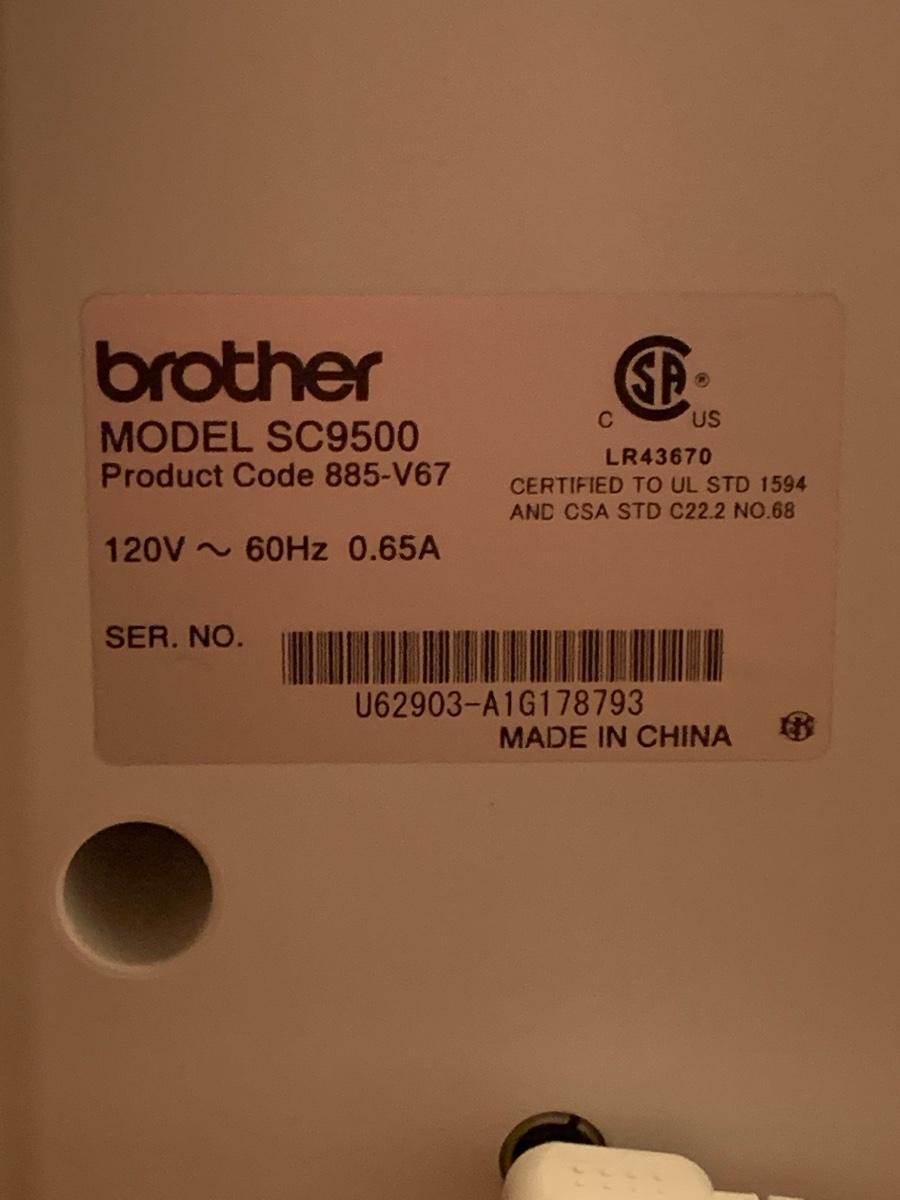 brother
MODEL SC9500
Product Code 885-V67
120V ~ 60Hz 0.65A
CSA®
C US
LR43670
CERTIFIED TO UL STD 1594
AND CSA STD C22.2 NO.68
SER. NO.
U62903-A1G178793
MADE IN CHINA